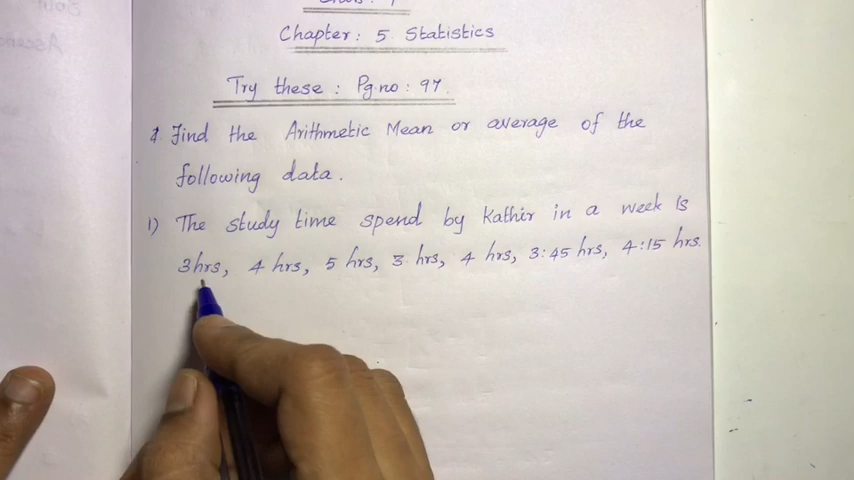 Chapter: 5 Statistics
Try these: Pg.no: 97.
1. Find the Arithmetic Mean or average of the
following data.
1) The study time spend by Kathir in a week is
3hrs, 4 hrs, 5 hrs, 3 hrs, 4 hrs, 3:45 hrs, 4:15 hrs.